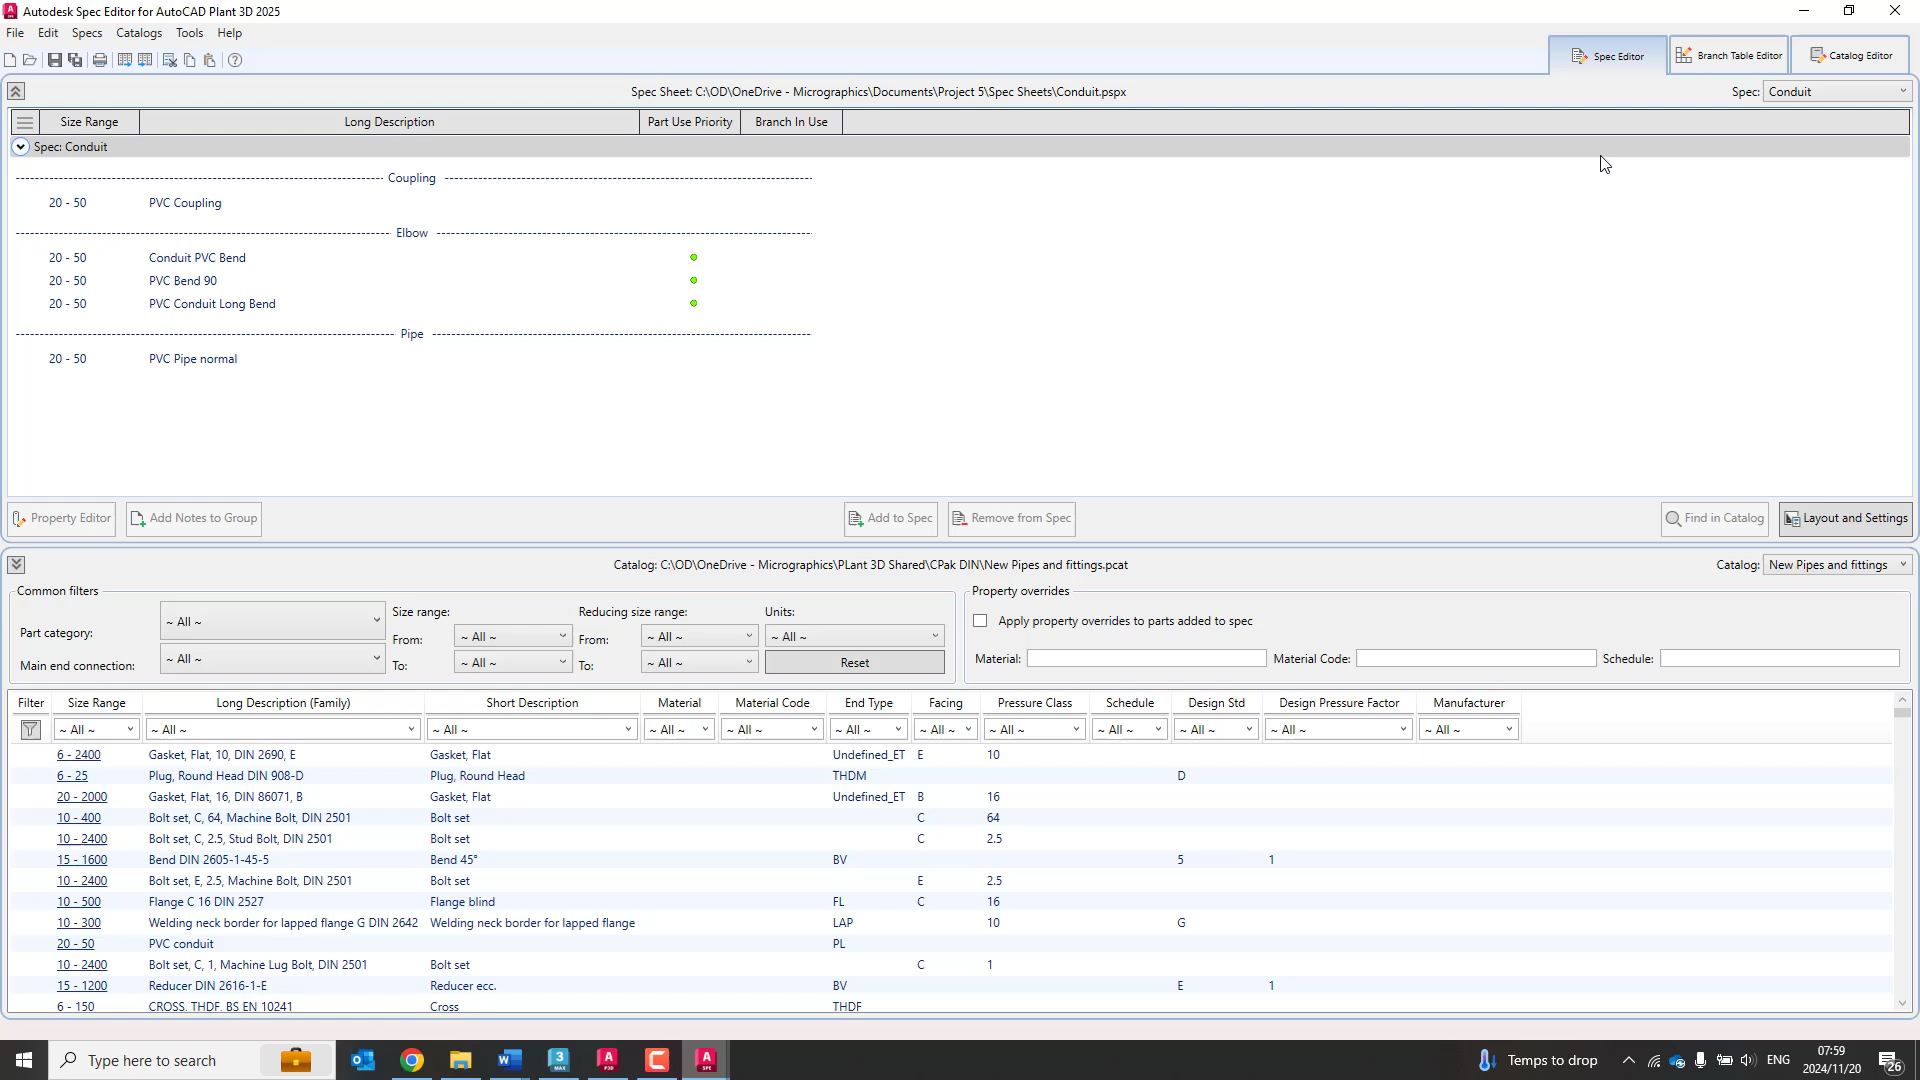 Autodesk Spec Editor for AutoCAD Plant 3D 2025
File Edit Specs Catalogs Tools Help
Spec Editor Branch Table Editor Catalog Editor
Spec Sheet: C:\OD\OneDrive - Micrographics\Documents\Project 5\Spec Sheets\Conduit.pspx Spec: Conduit
Size Range Long Description Part Use Priority Branch In Use
Spec: Conduit
Coupling
20 - 50 PVC Coupling
Elbow
20 - 50 Conduit PVC Bend
20 - 50 PVC Bend 90
20 - 50 PVC Conduit Long Bend
Pipe
20 - 50 PVC Pipe normal
Property Editor Add Notes to Group Add to Spec Remove from Spec Find in Catalog Layout and Settings
Catalog: C:\OD\OneDrive - Micrographics\PLant 3D Shared\CPak DIN\New Pipes and fittings.pcat Catalog: New Pipes and fittings
Common filters Property overrides
Part category: ~ All ~ Size range: Reducing size range: Units:
From: ~ All ~ From: ~ All ~ ~ All ~ Apply property overrides to parts added to spec
Main end connection: ~ All ~ To: ~ All ~ To: ~ All ~ Reset Material: Material Code: Schedule:
Filter Size Range Long Description (Family) Short Description Material Material Code End Type Facing Pressure Class Schedule Design Std Design Pressure Factor Manufacturer
~ All ~ ~ All ~ ~ All ~ ~ All ~ ~ All ~ ~ All ~ ~ All ~ ~ All ~ ~ All ~ ~ All ~ ~ All ~ ~ All ~
6 - 2400 Gasket, Flat, 10, DIN 2690, E Gasket, Flat Undefined_ET E 10
6 - 25 Plug, Round Head DIN 908-D Plug, Round Head THDM D
20 - 2000 Gasket, Flat, 16, DIN 86071, B Gasket, Flat Undefined_ET B 16
10 - 400 Bolt set, C, 64, Machine Bolt, DIN 2501 Bolt set C 64
10 - 2400 Bolt set, C, 2.5, Stud Bolt, DIN 2501 Bolt set C 2.5
15 - 1600 Bend DIN 2605-1-45-5 Bend 45° BV 5 1
10 - 2400 Bolt set, E, 2.5, Machine Bolt, DIN 2501 Bolt set E 2.5
10 - 500 Flange C 16 DIN 2527 Flange blind FL C 16
10 - 300 Welding neck border for lapped flange G DIN 2642 Welding neck border for lapped flange LAP 10 G
20 - 50 PVC conduit PL
10 - 2400 Bolt set, C, 1, Machine Lug Bolt, DIN 2501 Bolt set C 1
15 - 1200 Reducer DIN 2616-1-E Reducer ecc. BV E 1
6 - 150 CROSS, THDF, BS EN 10241 Cross THDF
Type here to search Temps to drop ENG 07:59
2024/11/20 26